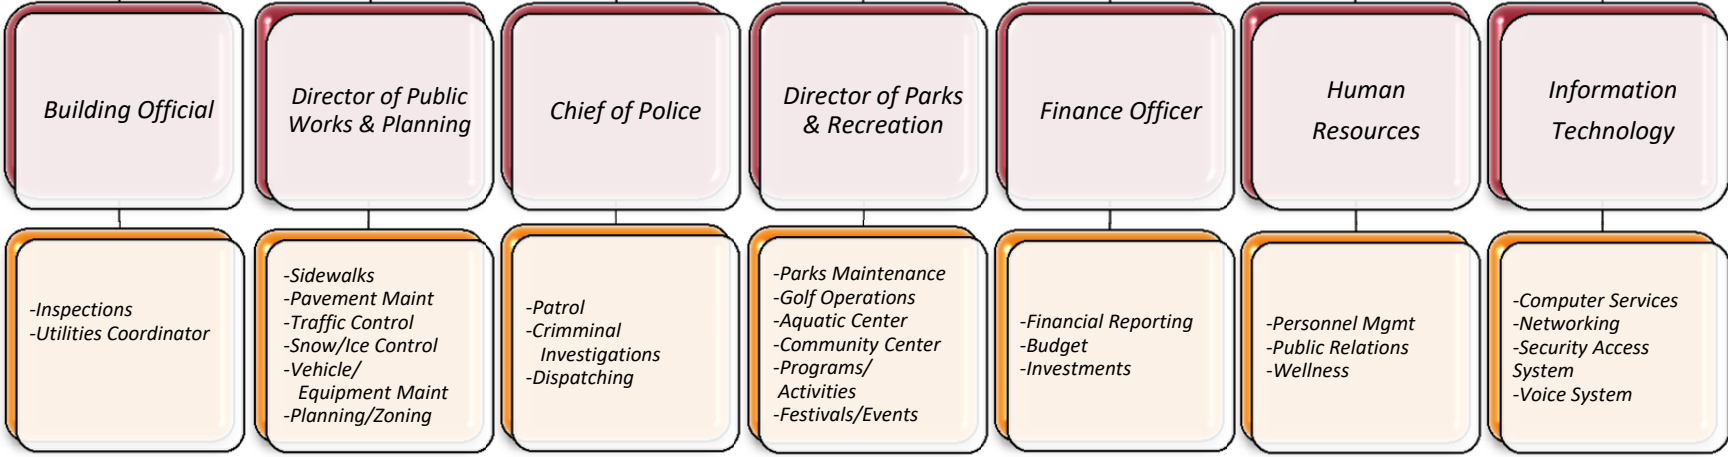 Building Official
Director of Public
Works & Planning
Chief of Police
Director of Parks
& Recreation
Finance Officer
Human
Resources
Information
Technology
-Inspections
-Utilities Coordinator
-Sidewalks
-Pavement Maint
-Traffic Control
-Snow/Ice Control
-Vehicle/
Equipment Maint
-Planning/Zoning
-Patrol
-Crimminal
Investigations
-Dispatching
-Parks Maintenance
-Golf Operations
-Aquatic Center
-Community Center
-Programs/
Activities
-Festivals/Events
-Financial Reporting
-Budget
-Investments
-Personnel Mgmt
-Public Relations
-Wellness
-Computer Services
-Networking
-Security Access
System
-Voice System